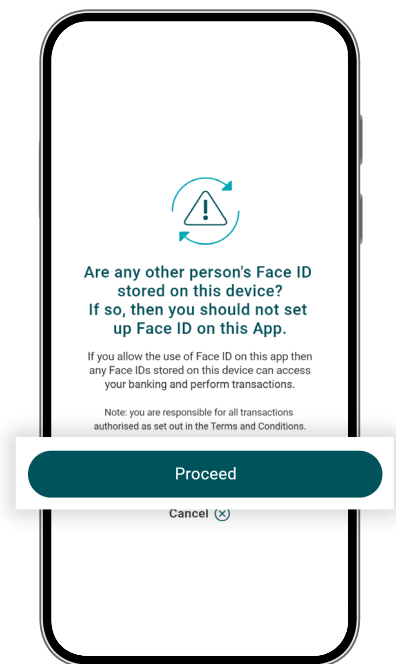 Are any other person's Face ID
stored on this device?
If so, then you should not set
up Face ID on this App.
If you allow the use of Face ID on this app then
any Face IDs stored on this device can access
your banking and perform transactions.
Note: you are responsible for all transactions
authorised as set out in the Terms and Conditions.
Proceed
Cancel